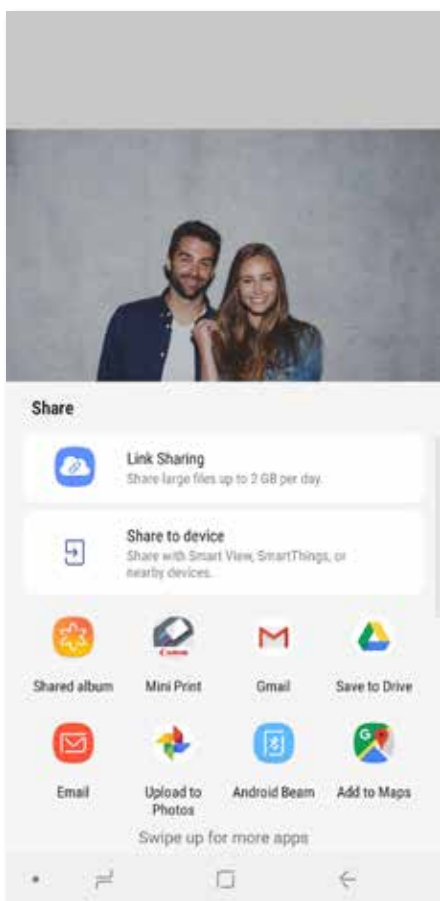 Share
Link Sharing
Share large files up to 2 GB per day.
Share to device
Share with Smart View, SmartThings, or
nearby devices.
Canon
Shared album
Mini Print
Gmail
Save to Drive
G
Email
Upload to
Photos
Android Beam
Add to Maps
Swipe up for more apps